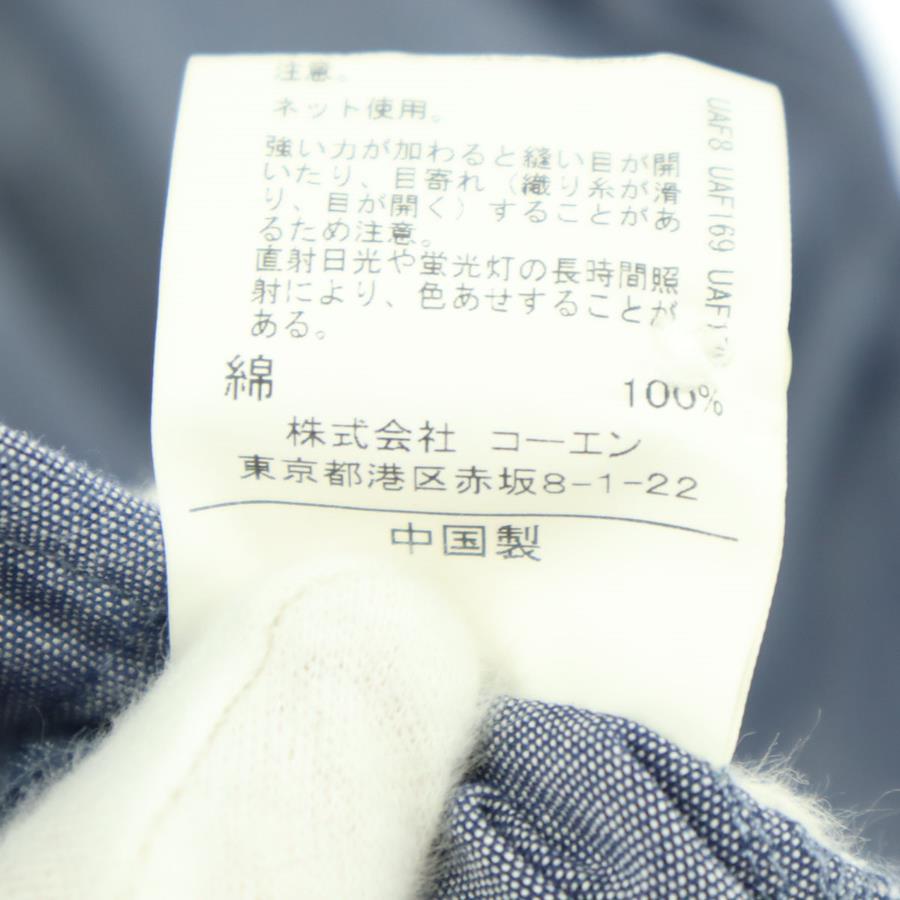 注意。
ネット使用。
強い力が加わると縫い目が開
いたり、目寄れ（織り糸が滑
り、目が開く）することがあ
るため注意。
直射日光や蛍光灯の長時間照
射により、色あせすることが
ある。
綿 100%
株式会社 コーエン
東京都港区赤坂8-1-22
中国製
UAF8 UAF169